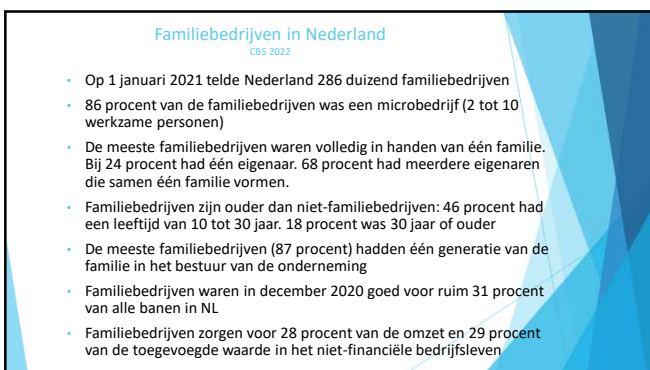 Familiebedrijven in Nederland
CBS 2022
• Op 1 januari 2021 telde Nederland 286 duizend familiebedrijven
• 86 procent van de familiebedrijven was een microbedrijf (2 tot 10
werkzame personen)
• De meeste familiebedrijven waren volledig in handen van één familie.
Bij 24 procent had één eigenaar. 68 procent had meerdere eigenaren
die samen één familie vormen.
• Familiebedrijven zijn ouder dan niet-familiebedrijven: 46 procent had
een leeftijd van 10 tot 30 jaar. 18 procent was 30 jaar of ouder
• De meeste familiebedrijven (87 procent) hadden één generatie van de
familie in het bestuur van de onderneming
• Familiebedrijven waren in december 2020 goed voor ruim 31 procent
van alle banen in NL
• Familiebedrijven zorgen voor 28 procent van de omzet en 29 procent
van de toegevoegde waarde in het niet-financiële bedrijfsleven